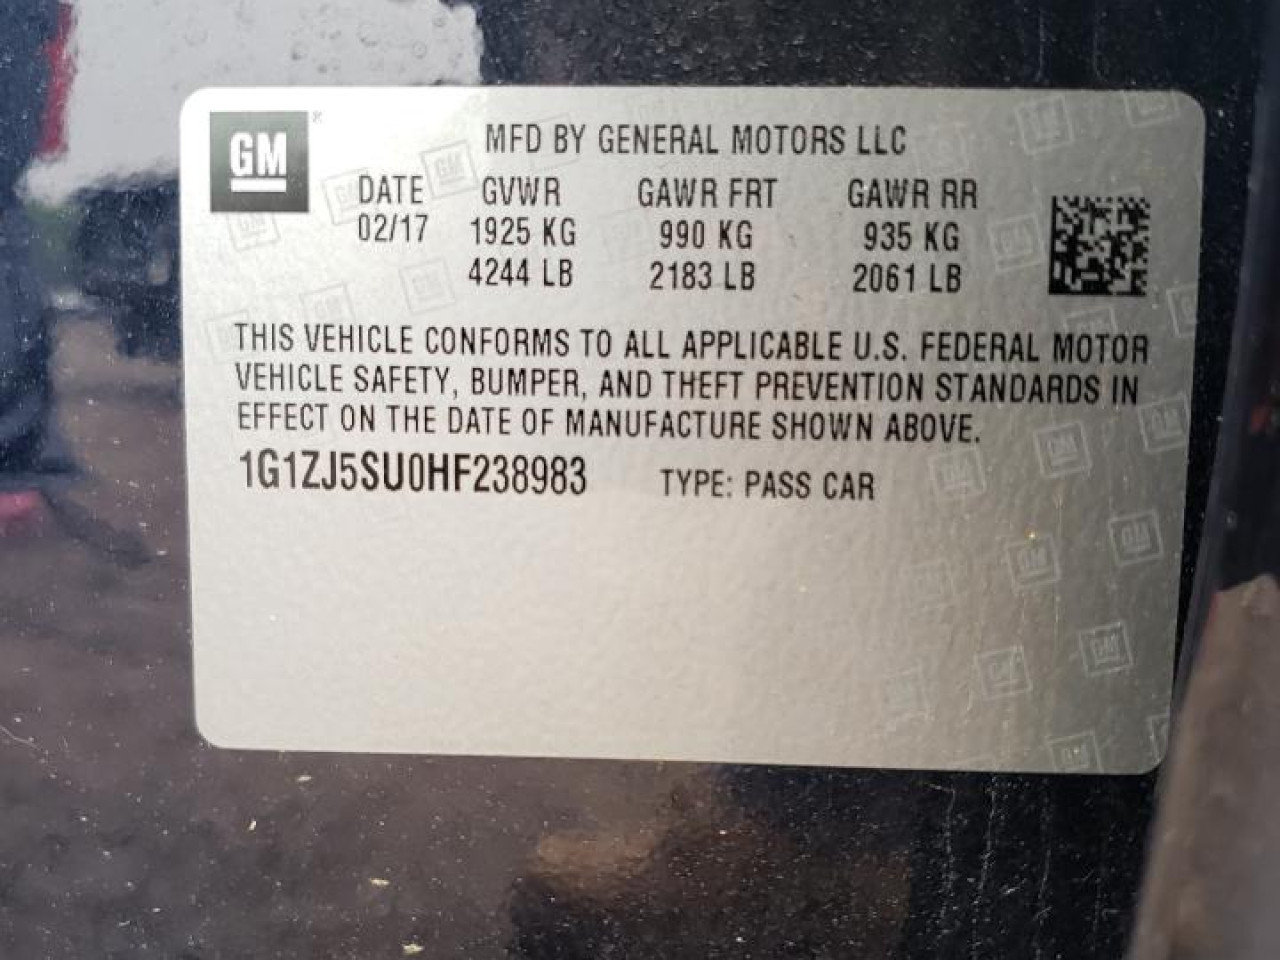 GM
MFD BY GENERAL MOTORS LLC
DATE GVWR GAWR FRT GAWR RR
02/17 1925 KG 990 KG 935 KG
4244 LB 2183 LB 2061 LB
THIS VEHICLE CONFORMS TO ALL APPLICABLE U.S. FEDERAL MOTOR
VEHICLE SAFETY, BUMPER, AND THEFT PREVENTION STANDARDS IN
EFFECT ON THE DATE OF MANUFACTURE SHOWN ABOVE.
1G1ZJ5SU0HF238983 TYPE: PASS CAR